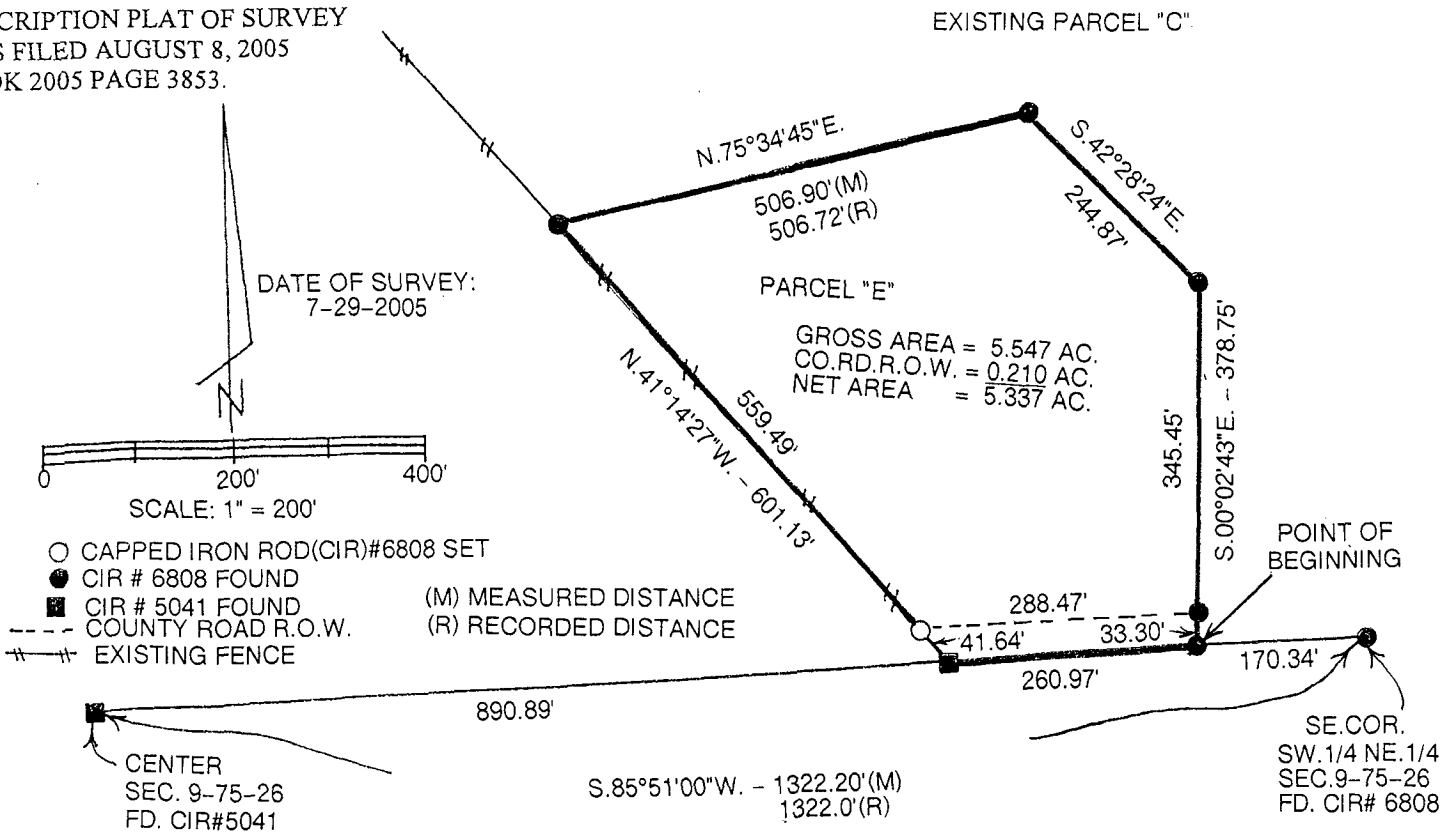 CRIPTION PLAT OF SURVEY
S FILED AUGUST 8, 2005
OK 2005 PAGE 3853.
EXISTING PARCEL "C"
N.75°34'45"E.
506.90'(M)
506.72'(R)
S.42°28'24"E.
244.87'
DATE OF SURVEY:
7-29-2005
PARCEL "E"
GROSS AREA = 5.547 AC.
CO.RD.R.O.W. = 0.210 AC.
NET AREA = 5.337 AC.
N
0 200' 400'
SCALE: 1" = 200'
559.49'
N.41°14'27"W. - 601.13'
345.45'
S.00°02'43"E. - 378.75'
POINT OF
BEGINNING
CAPPED IRON ROD(CIR)#6808 SET
CIR # 6808 FOUND
CIR # 5041 FOUND
COUNTY ROAD R.O.W.
EXISTING FENCE
(M) MEASURED DISTANCE
(R) RECORDED DISTANCE
288.47'
41.64'
33.30'
260.97'
170.34'
890.89'
CENTER
SEC. 9-75-26
FD. CIR#5041
S.85°51'00"W. - 1322.20'(M)
1322.0'(R)
SE.COR.
SW.1/4 NE.1/4
SEC.9-75-26
FD. CIR# 6808